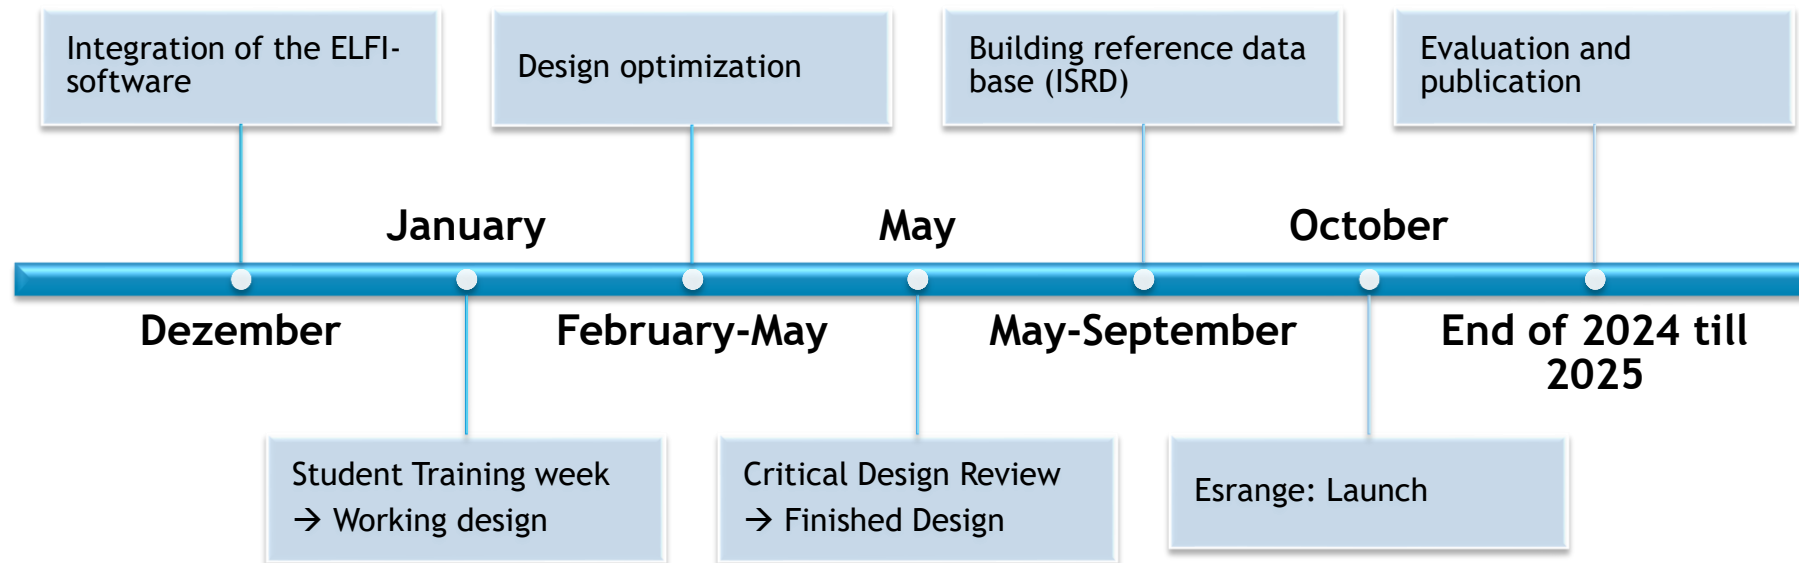 Integration of the ELFI-
software
Design optimization
Building reference data
base (ISRD)
Evaluation and
publication
January
May
October
Dezember
February-May
May-September
End of 2024 till
2025
Student Training week
→ Working design
Critical Design Review
→ Finished Design
Esrange: Launch